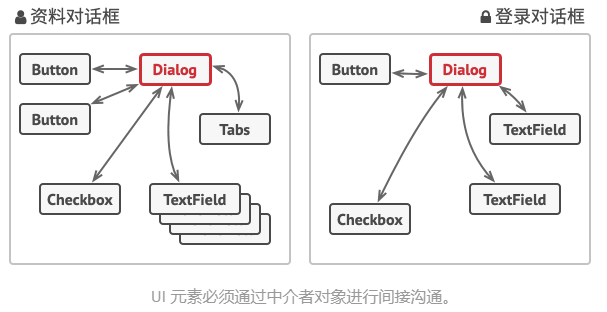 资料对话框
Button
Dialog
Button
Tabs
Checkbox
TextField
登录对话框
Button
Dialog
TextField
TextField
Checkbox
UI 元素必须通过中介者对象进行间接沟通。